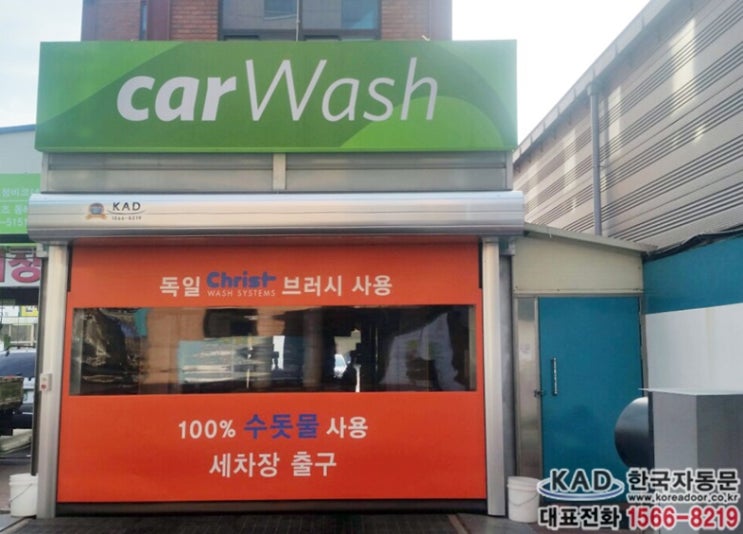 carWash
KAD
1566-8219
독일 Christ 브러시 사용
WASH SYSTEMS
100% 수돗물 사용
세차장 출구
KAD 한국자동문
www.koreadoor.co.kr
대표전화 1566-8219